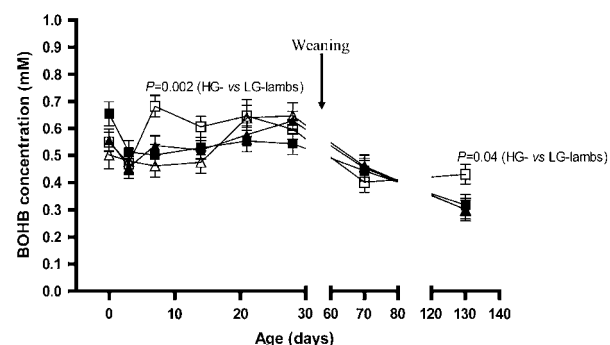 Weaning
P=0.002 (HG- vs LG-lambs)
P=0.04 (HG- vs LG-lambs)
BOHB concentration (mM)
1.0
0.9
0.8
0.7
0.6
0.5
0.4
0.3
0.2
0.1
0.0
0 10 20 30 60 70 80 120 130 140
Age (days)